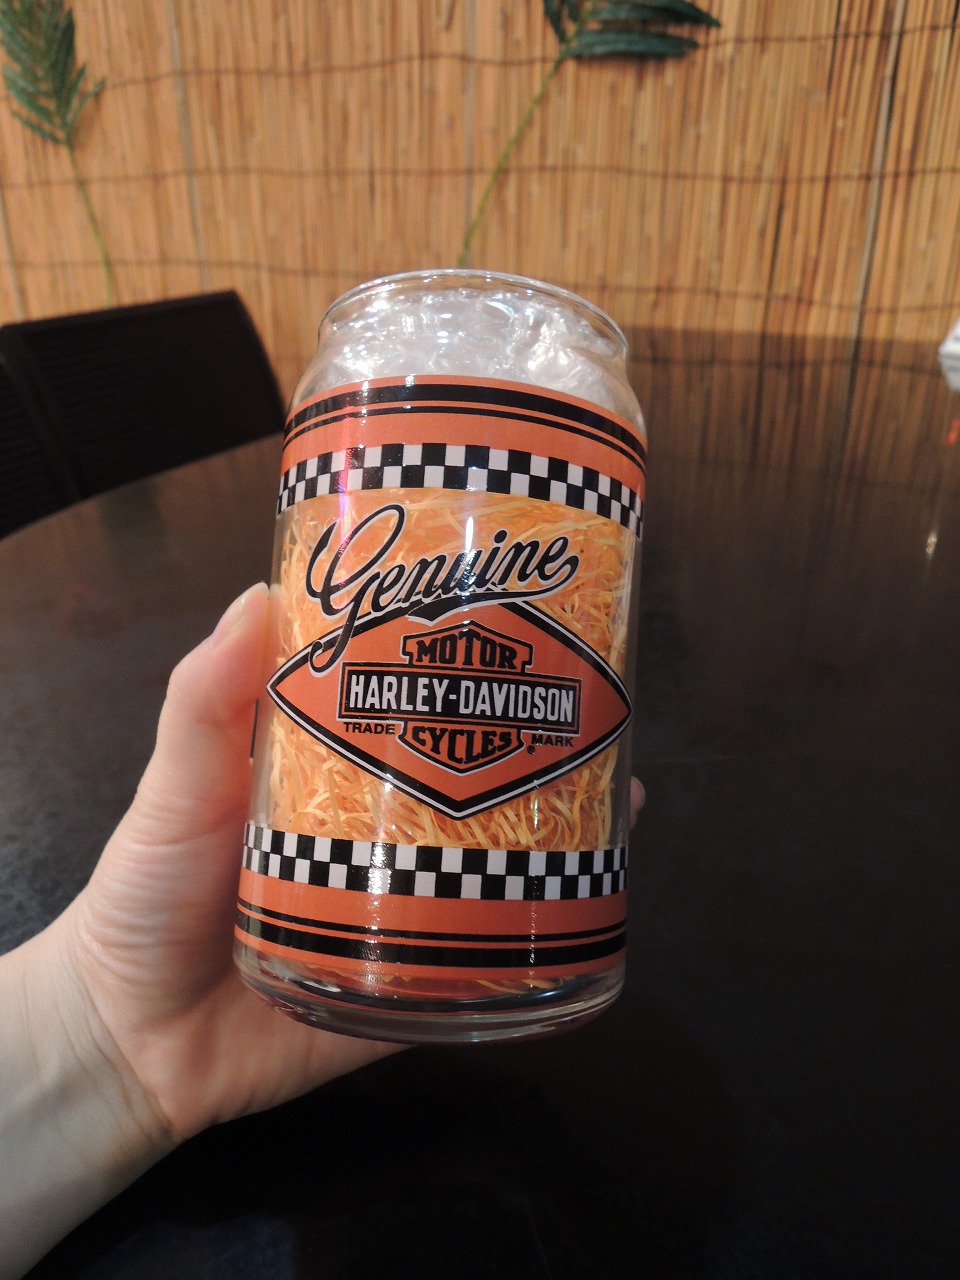 Genuine
MOTOR
HARLEY-DAVIDSON
TRADE MARK
CYCLES